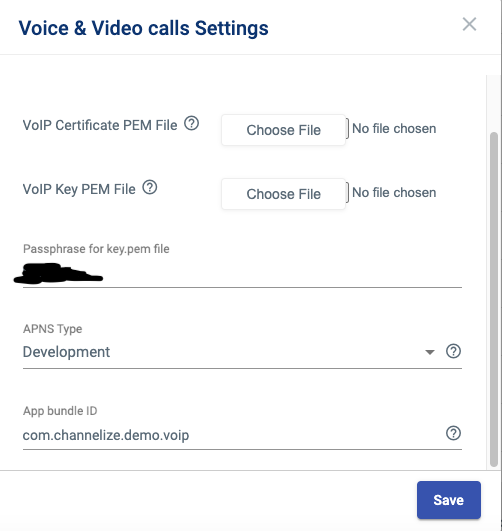 Voice & Video calls Settings
VoIP Certificate PEM File
Choose File No file chosen
VoIP Key PEM File
Choose File No file chosen
Passphrase for key.pem file
APNS Type
Development
App bundle ID
com.channelize.demo.voip
Save